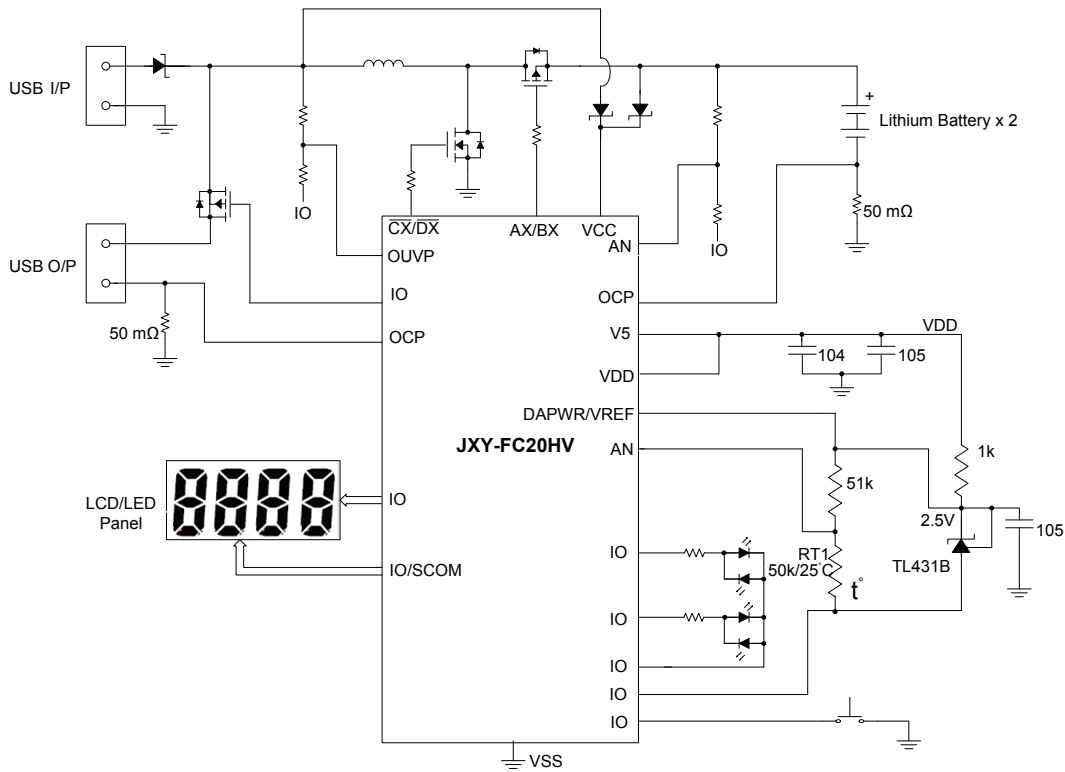 USB I/P
+
Lithium Battery x 2
IO
50 mΩ
IO
CX/DX
AX/BX
VCC
AN
OUVP
USB O/P
IO
OCP
50 mΩ
OCP
V5
VDD
104
105
VDD
DAPWR/VREF
JXY-FC20HV
AN
1k
51k
LCD/LED
Panel
8888
IO
2.5V
105
IO
RT1
50k/25°C
TL431B
IO/SCOM
t°
IO
IO
IO
IO
VSS